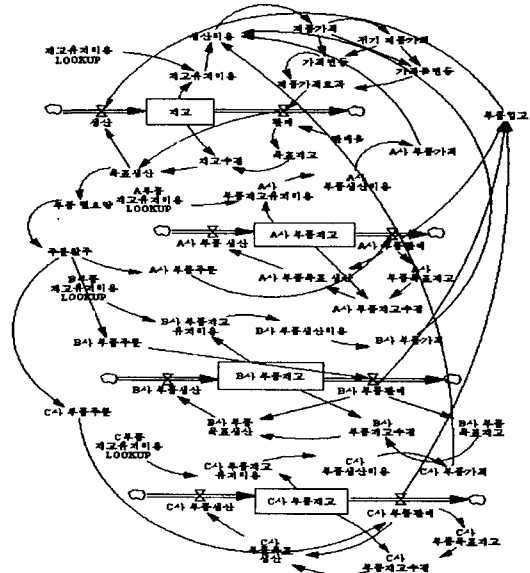 생산비용
제품가격
전기 제품가격
가격변동
가격율변동
제품가격효과
재고유지비용
LOOKUP
재고유지비용
재고
생산
판매
판매율
부품입고
목표재고
재고수정
목표생산
A사 부품가격
A사
부품생산비용
A사
부품재고유지비용
A부품
재고유지비용
LOOKUP
부품 필요량
A사 부품재고
A사 부품 생산
A사 부품판매
주문발주
A사 부품주문
A사 부품목표 생산
A사
부품목표재고
A사 부품재고수정
B부품
재고유지비용
LOOKUP
B사 부품재고
유지비용
B사 부품생산비용
B사 부품가격
B사 부품주문
B사 부품재고
B사 부품생산
B사 부품판매
C사 부품주문
B사 부품
목표생산
B사
부품재고수정
B사 부품
목표재고
C부품
재고유지비용
LOOKUP
C사 부품재고
유지비용
C사
부품생산비용
C사 부품가격
C사 부품재고
C사 부품생산
C사 부품판매
C사
부품목표
생산
C사
부품목표재고
C사
부품재고수정